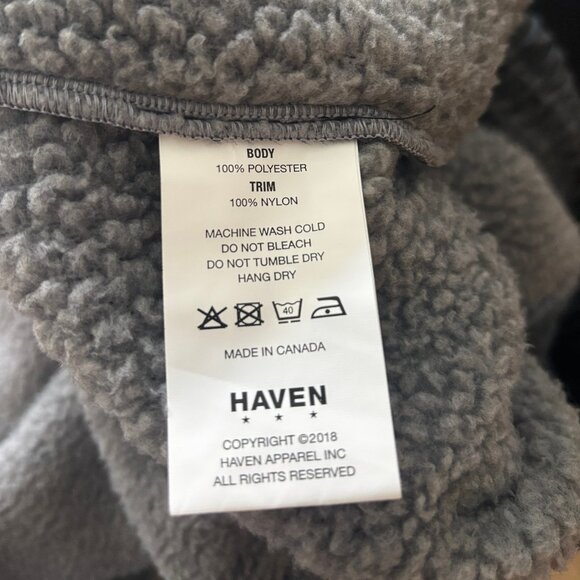 BODY
100% POLYESTER
TRIM
100% NYLON
MACHINE WASH COLD
DO NOT BLEACH
DO NOT TUMBLE DRY
HANG DRY
40
MADE IN CANADA
HAVEN
COPYRIGHT ©2018
HAVEN APPAREL INC
ALL RIGHTS RESERVED